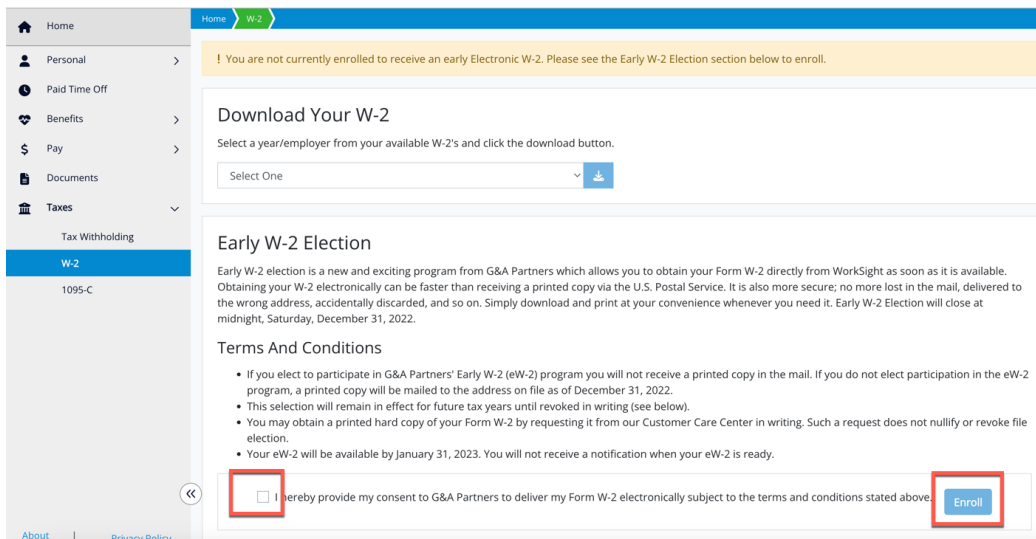 Home
Personal
Paid Time Off
Benefits
Pay
Documents
Taxes
Tax Withholding
W-2
1095-C
About | Privacy Policy
Home W-2
! You are not currently enrolled to receive an early Electronic W-2. Please see the Early W-2 Election section below to enroll.
Download Your W-2
Select a year/employer from your available W-2's and click the download button.
Select One
Early W-2 Election
Early W-2 election is a new and exciting program from G&A Partners which allows you to obtain your Form W-2 directly from WorkSight as soon as it is available.
Obtaining your W-2 electronically can be faster than receiving a printed copy via the U.S. Postal Service. It is also more secure; no more lost in the mail, delivered to
the wrong address, accidentally discarded, and so on. Simply download and print at your convenience whenever you need it. Early W-2 Election will close at
midnight, Saturday, December 31, 2022.
Terms And Conditions
• If you elect to participate in G&A Partners' Early W-2 (eW-2) program you will not receive a printed copy in the mail. If you do not elect participation in the eW-2
program, a printed copy will be mailed to the address on file as of December 31, 2022.
• This selection will remain in effect for future tax years until revoked in writing (see below).
• You may obtain a printed hard copy of your Form W-2 by requesting it from our Customer Care Center in writing. Such a request does not nullify or revoke file
election.
• Your eW-2 will be available by January 31, 2023. You will not receive a notification when your eW-2 is ready.
I hereby provide my consent to G&A Partners to deliver my Form W-2 electronically subject to the terms and conditions stated above. Enroll